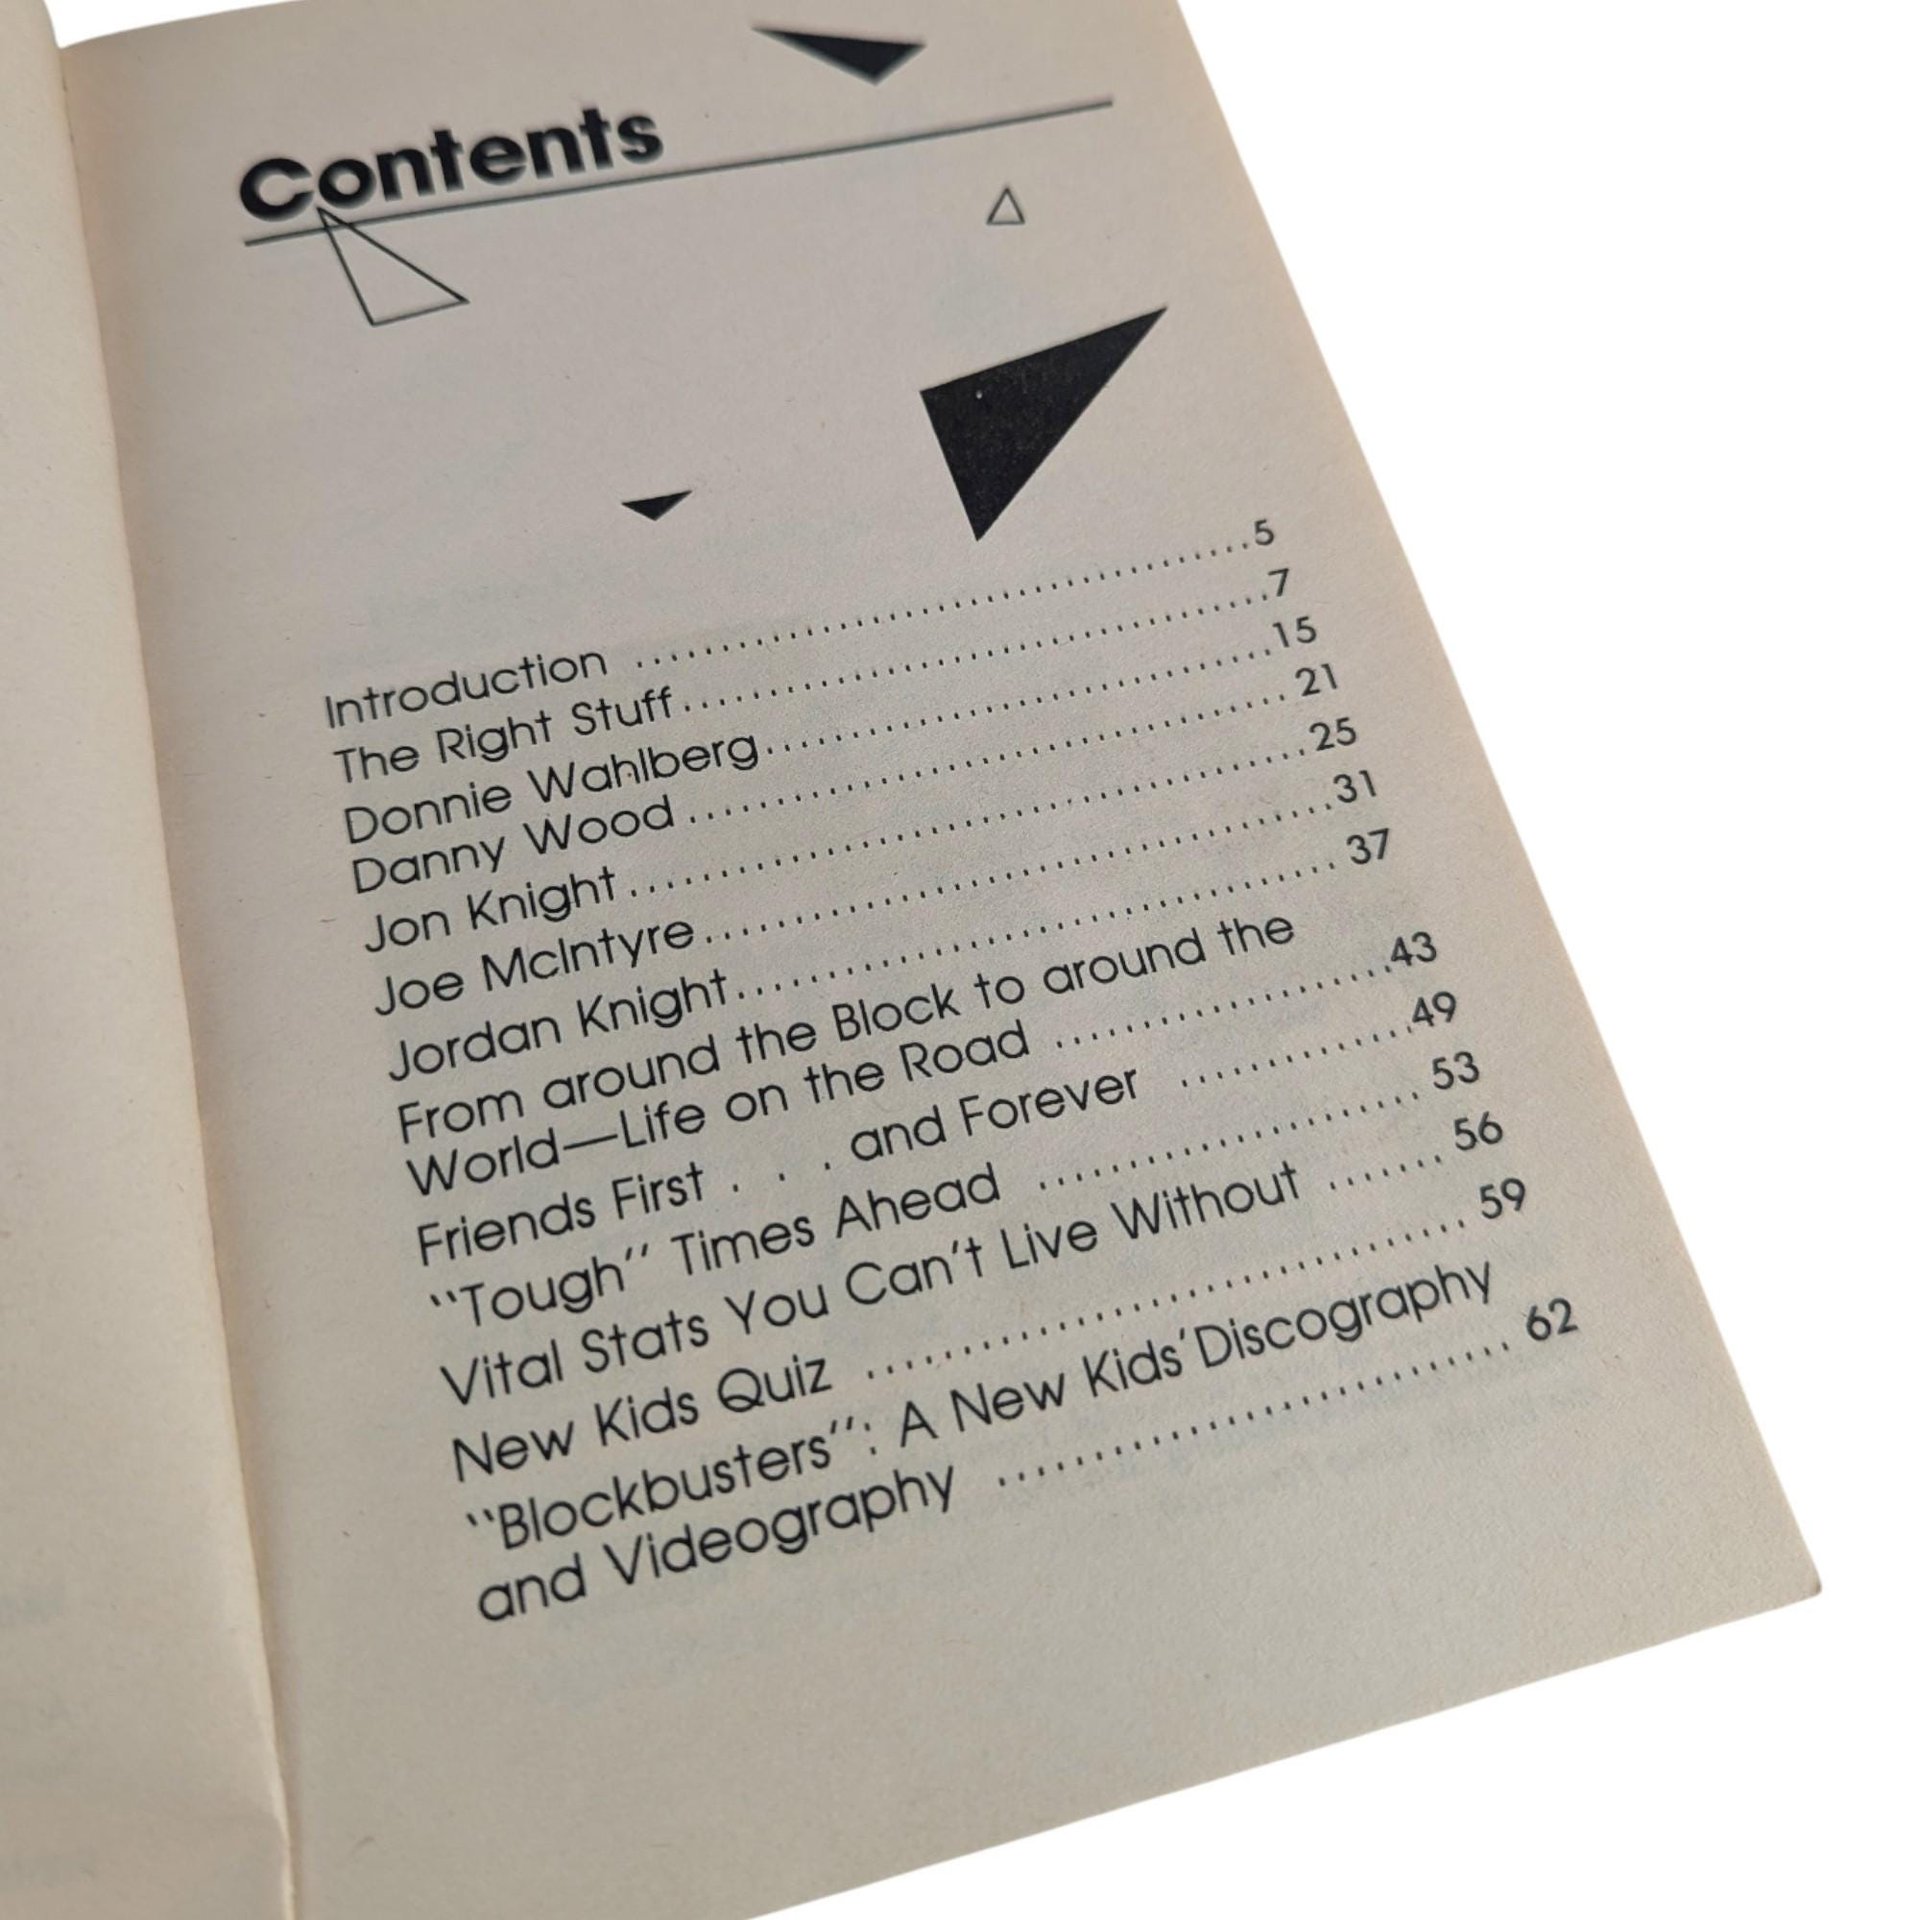 Contents
Introduction ........................................5
The Right Stuff........................................7
Donnie Wahlberg...................................15
Danny Wood........................................21
Jon Knight............................................25
Joe McIntyre.........................................31
Jordan Knight........................................37
From around the Block to around the
World—Life on the Road ......................43
Friends First . . . and Forever ...............49
“Tough” Times Ahead .........................53
Vital Stats You Can't Live Without .......56
New Kids Quiz .....................................59
“Blockbusters”: A New Kids' Discography
and Videography ................................62